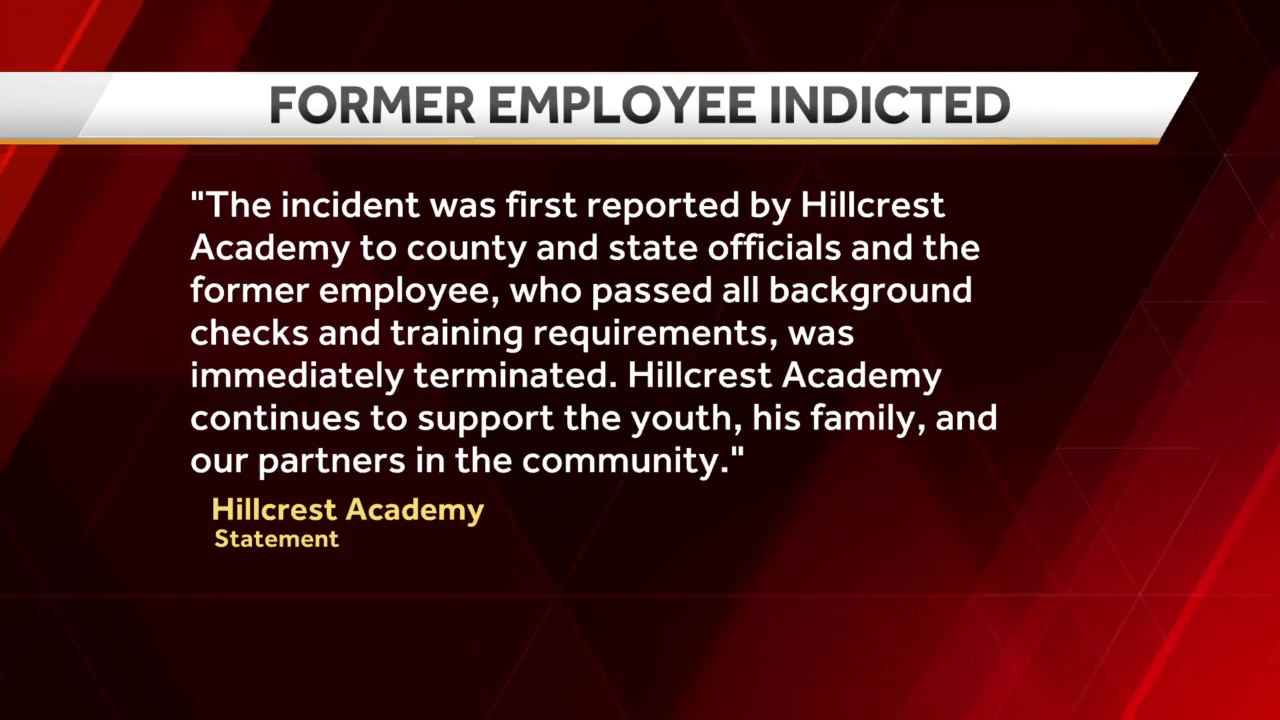 FORMER EMPLOYEE INDICTED
"The incident was first reported by Hillcrest
Academy to county and state officials and the
former employee, who passed all background
checks and training requirements, was
immediately terminated. Hillcrest Academy
continues to support the youth, his family, and
our partners in the community."
Hillcrest Academy
Statement